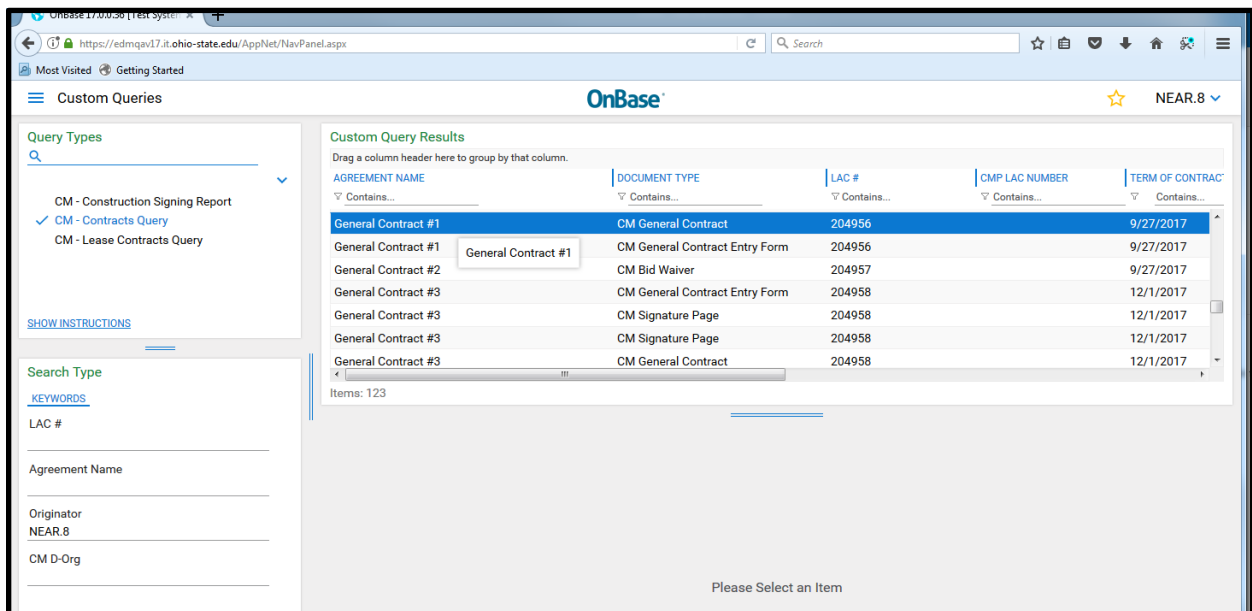 OnBase 17.0.0.36 [Test System
https://edmqav17.it.ohio-state.edu/AppNet/NavPanel.aspx
Search
Most Visited Getting Started
Custom Queries
OnBase
NEAR.8
Query Types
CM - Construction Signing Report
CM - Contracts Query
CM - Lease Contracts Query
SHOW INSTRUCTIONS
Search Type
KEYWORDS
LAC #
Agreement Name
Originator
NEAR.8
CM D-Org
Custom Query Results
Drag a column header here to group by that column.
AGREEMENT NAME DOCUMENT TYPE LAC # CMP LAC NUMBER TERM OF CONTRACT
Contains... Contains... Contains... Contains... Contains...
General Contract #1 CM General Contract 204956 9/27/2017
General Contract #1 CM General Contract Entry Form 204956 9/27/2017
General Contract #1
General Contract #2 CM Bid Waiver 204957 9/27/2017
General Contract #3 CM General Contract Entry Form 204958 12/1/2017
General Contract #3 CM Signature Page 204958 12/1/2017
General Contract #3 CM Signature Page 204958 12/1/2017
General Contract #3 CM General Contract 204958 12/1/2017
Items: 123
Please Select an Item